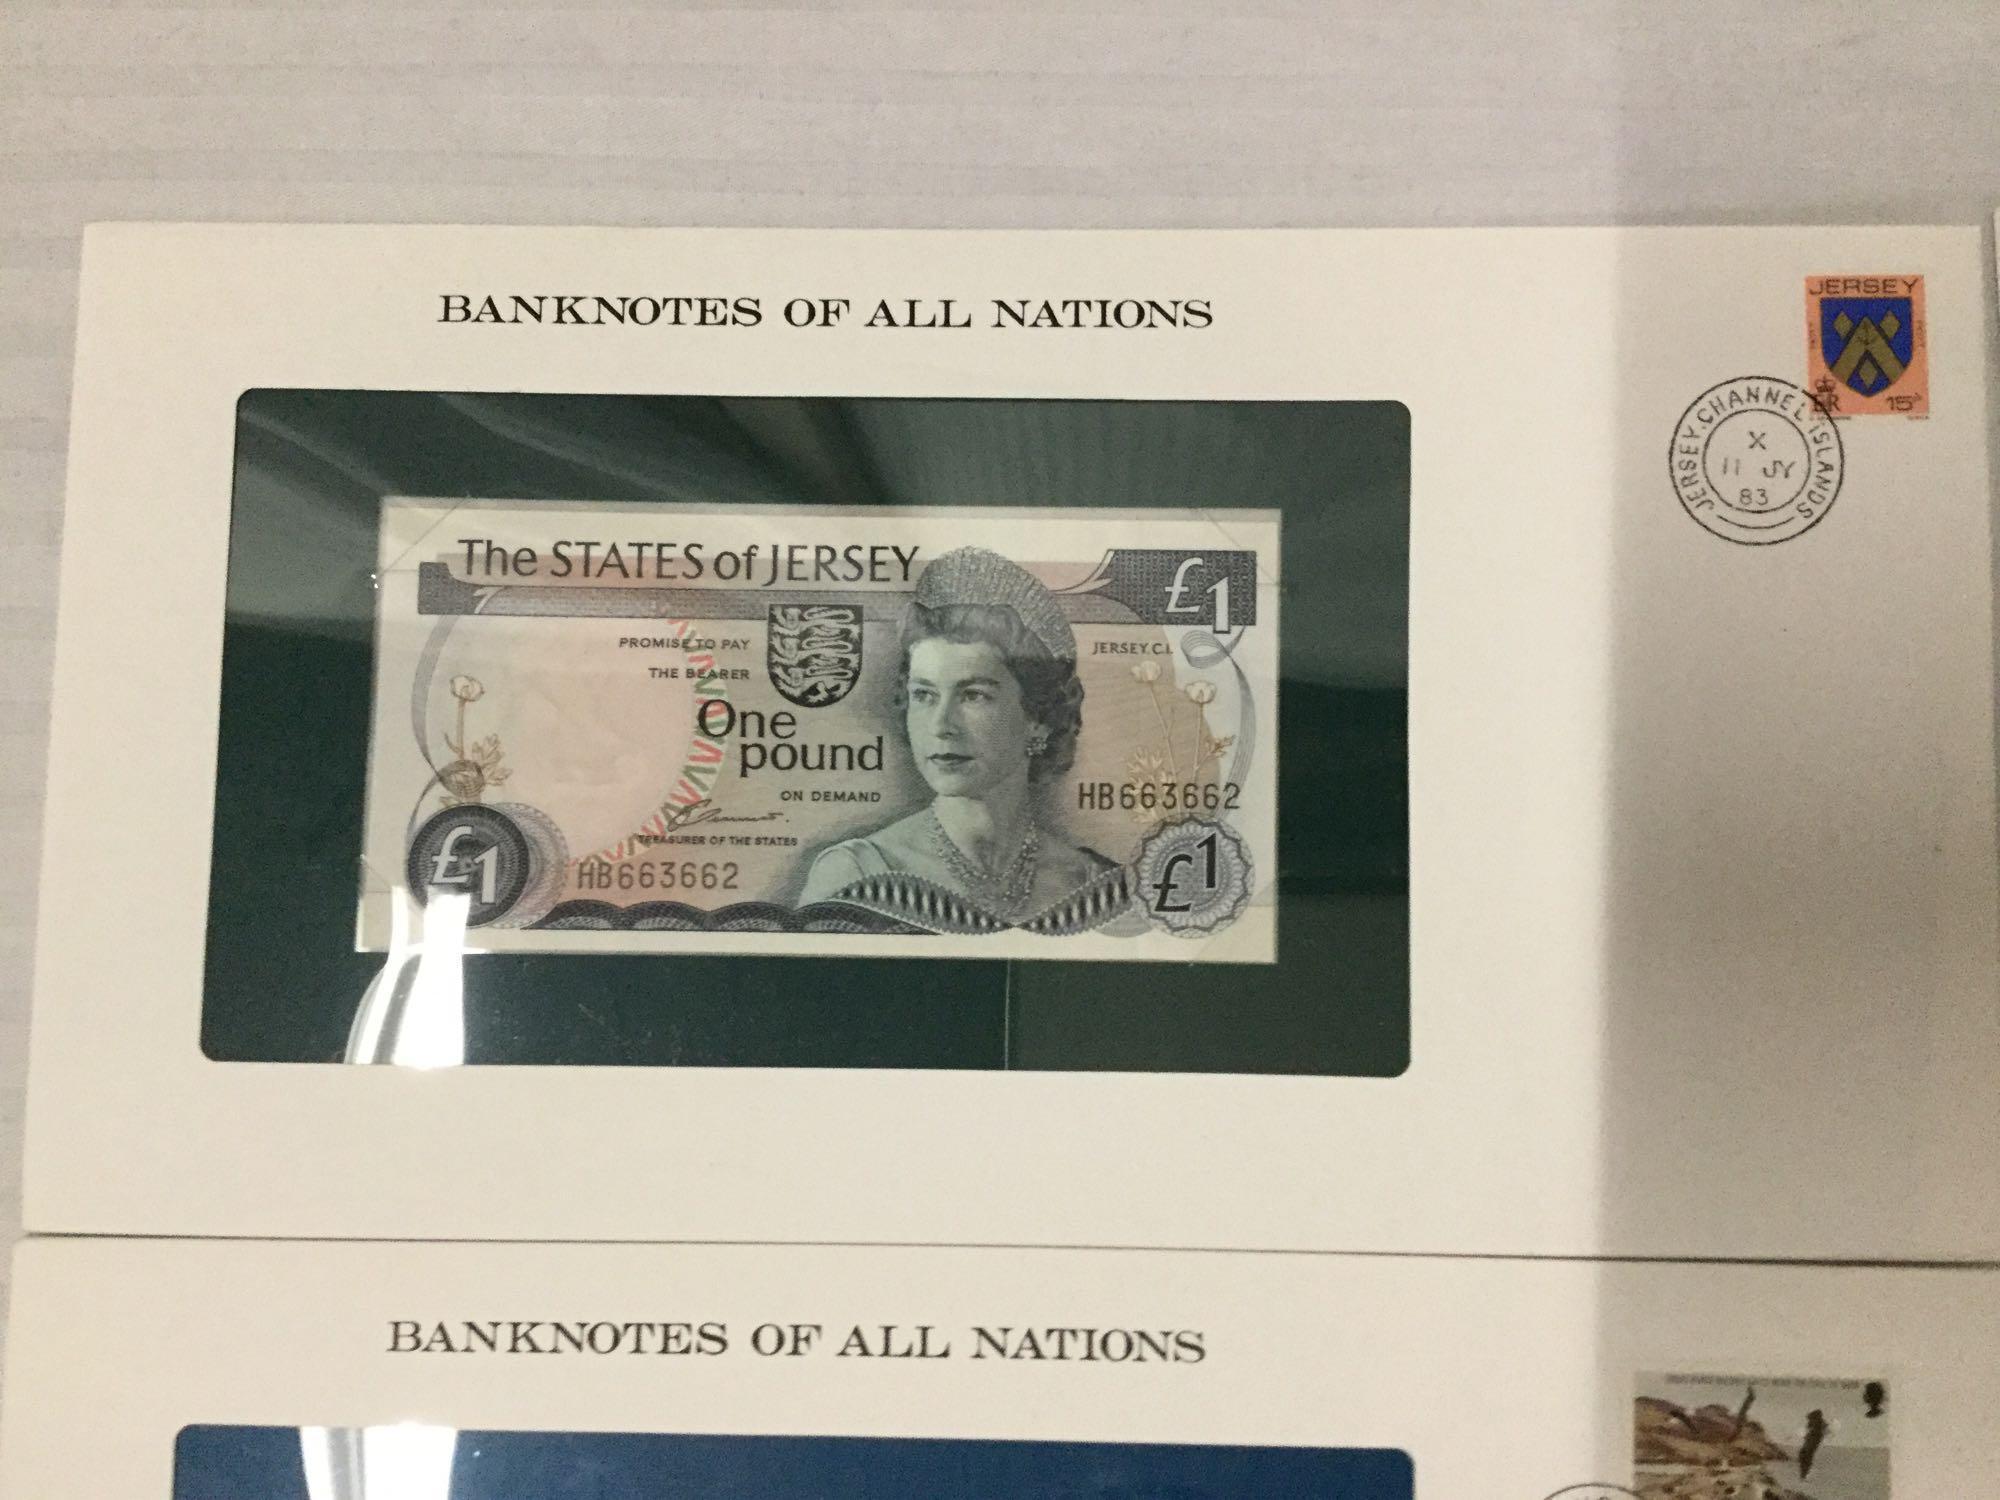 BANKNOTES OF ALL NATIONS
JERSEY
ER 15p
JERSEY. CHANNEL ISLANDS
X
11 JY
83
The STATES of JERSEY
£1
PROMISE TO PAY
THE BEARER
JERSEY. C.I.
One
pound
ON DEMAND
HB663662
TREASURER OF THE STATES
£1
HB663662
£1
BANKNOTES OF ALL NATIONS